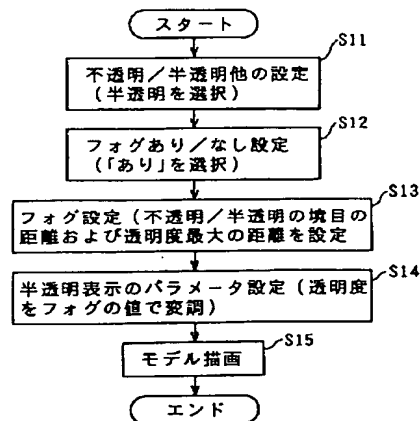 スタート
S11
不透明／半透明他の設定
（半透明を選択）
S12
フォグあり／なし設定
（「あり」を選択）
S13
フォグ設定（不透明／半透明の境目の
距離および透明度最大の距離を設定
S14
半透明表示のパラメータ設定（透明度
をフォグの値で変調）
S15
モデル描画
エンド